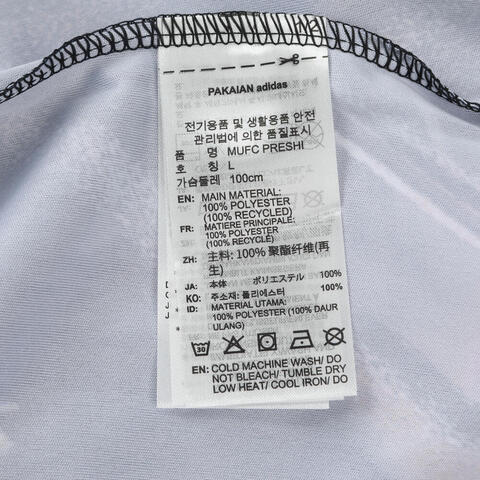 PAKAIAN adidas
전기용품 및 생활용품 안전
관리법에 의한 품질표시
품 명 MUFC PRESHI
호 칭 L
가슴둘레 100cm
EN: MAIN MATERIAL:
100% POLYESTER
(100% RECYCLED)
FR: MATIERE PRINCIPALE:
100% POLYESTER
(100% RECYCLÉ)
ZH: 主料: 100% 聚酯纤维(再
生)
JA: 本体 ポリエステル 100%
KO: 주소재: 폴리에스터 100%
ID: MATERIAL UTAMA:
100% POLYESTER (100% DAUR
ULANG)
30
EN: COLD MACHINE WASH/ DO
NOT BLEACH/ TUMBLE DRY
LOW HEAT/ COOL IRON/ DO